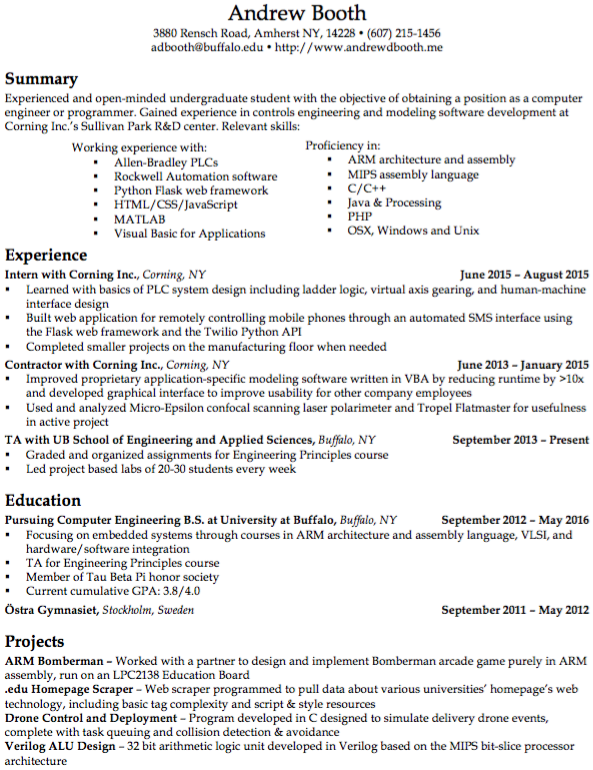 Andrew Booth
3880 Rensch Road, Amherst NY, 14228 • (607) 215-1456
adbooth@buffalo.edu • http://www.andrewdbooth.me
Summary
Experienced and open-minded undergraduate student with the objective of obtaining a position as a computer
engineer or programmer. Gained experience in controls engineering and modeling software development at
Corning Inc.'s Sullivan Park R&D center. Relevant skills:
Working experience with:
▪ Allen-Bradley PLCs
▪ Rockwell Automation software
▪ Python Flask web framework
▪ HTML/CSS/JavaScript
▪ MATLAB
▪ Visual Basic for Applications
Proficiency in:
▪ ARM architecture and assembly
▪ MIPS assembly language
▪ C/C++
▪ Java & Processing
▪ PHP
▪ OSX, Windows and Unix
Experience
Intern with Corning Inc., Corning, NY June 2015 – August 2015
▪ Learned with basics of PLC system design including ladder logic, virtual axis gearing, and human-machine
interface design
▪ Built web application for remotely controlling mobile phones through an automated SMS interface using
the Flask web framework and the Twilio Python API
▪ Completed smaller projects on the manufacturing floor when needed
Contractor with Corning Inc., Corning, NY June 2013 – January 2015
▪ Improved proprietary application-specific modeling software written in VBA by reducing runtime by >10x
and developed graphical interface to improve usability for other company employees
▪ Used and analyzed Micro-Epsilon confocal scanning laser polarimeter and Tropel Flatmaster for usefulness
in active project
TA with UB School of Engineering and Applied Sciences, Buffalo, NY September 2013 – Present
▪ Graded and organized assignments for Engineering Principles course
▪ Led project based labs of 20-30 students every week
Education
Pursuing Computer Engineering B.S. at University at Buffalo, Buffalo, NY September 2012 – May 2016
▪ Focusing on embedded systems through courses in ARM architecture and assembly language, VLSI, and
hardware/software integration
▪ TA for Engineering Principles course
▪ Member of Tau Beta Pi honor society
▪ Current cumulative GPA: 3.8/4.0
Östra Gymnasiet, Stockholm, Sweden September 2011 – May 2012
Projects
ARM Bomberman – Worked with a partner to design and implement Bomberman arcade game purely in ARM
assembly, run on an LPC2138 Education Board
.edu Homepage Scraper – Web scraper programmed to pull data about various universities' homepage's web
technology, including basic tag complexity and script & style resources
Drone Control and Deployment – Program developed in C designed to simulate delivery drone events,
complete with task queuing and collision detection & avoidance
Verilog ALU Design – 32 bit arithmetic logic unit developed in Verilog based on the MIPS bit-slice processor
architecture